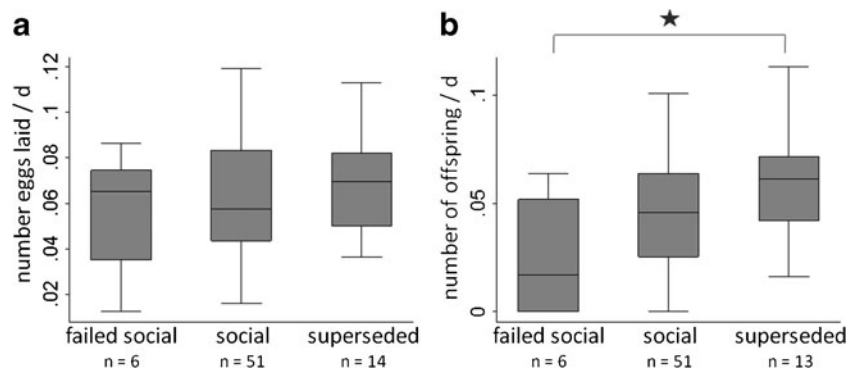 a
number eggs laid / d
.12
.1
.08
.06
.04
.02
failed social social superseded
n = 6 n = 51 n = 14
b
★
number of offspring / d
.1
.05
0
failed social social superseded
n = 6 n = 51 n = 13